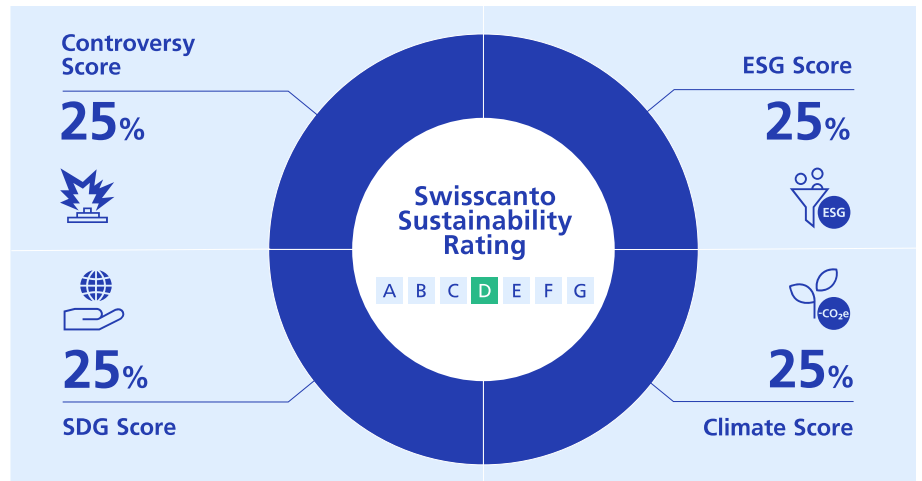 Controversy
Score
25%
ESG Score
25%
ESG
Swisscanto
Sustainability
Rating
A B C D E F G
25%
SDG Score
-CO₂e
25%
Climate Score